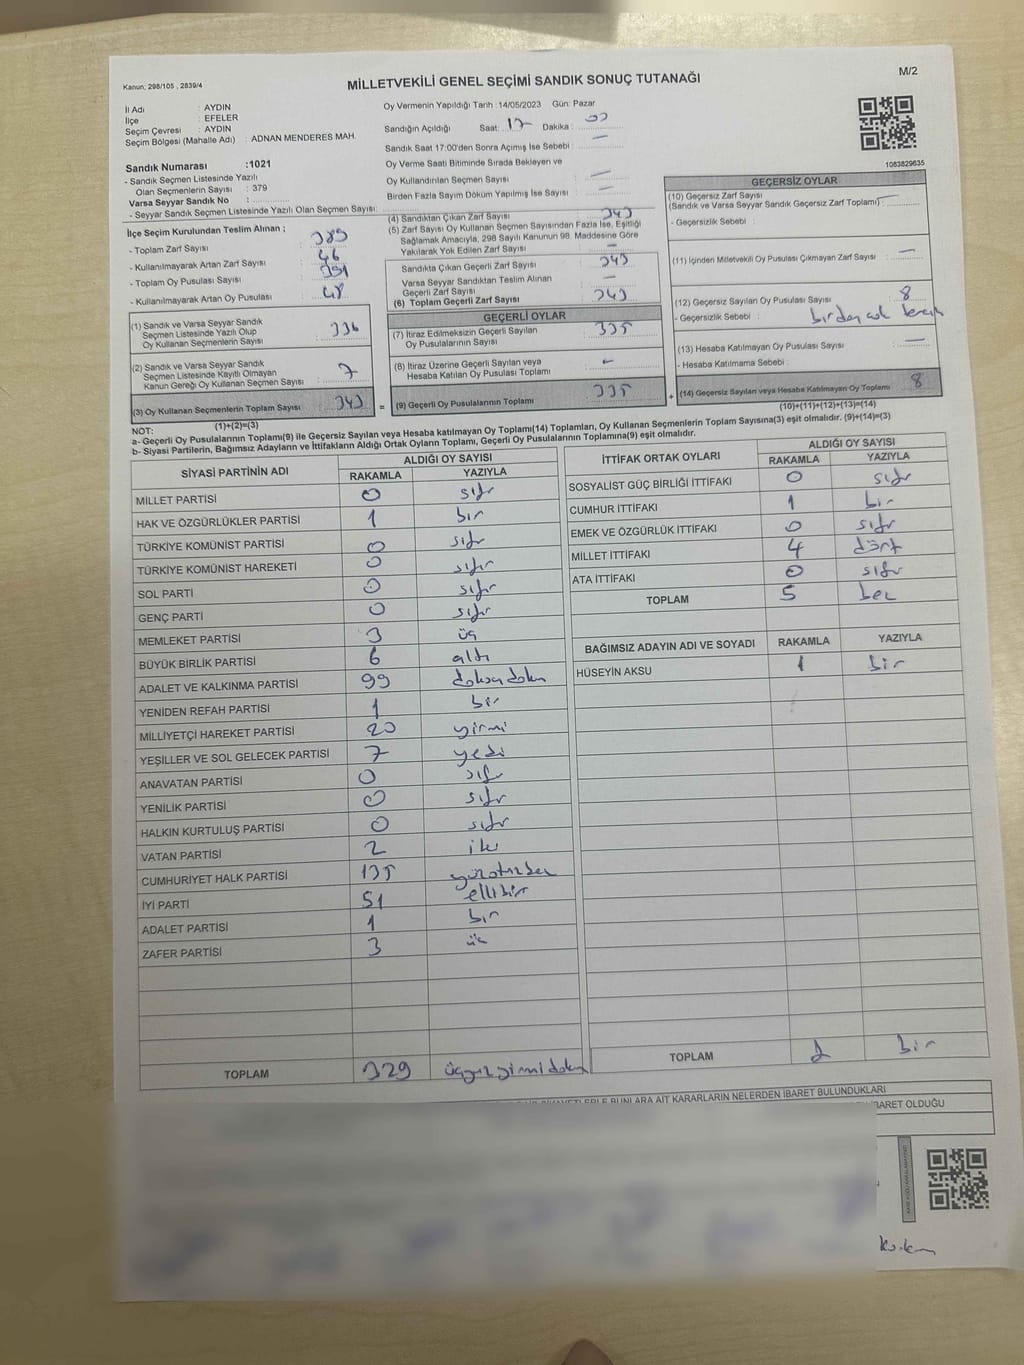 Kanun; 298/105 , 2839/4
MİLLETVEKİLİ GENEL SEÇİMİ SANDIK SONUÇ TUTANAĞI
M/2
İl Adı : AYDIN
İlçe : EFELER
Seçim Çevresi : AYDIN
Seçim Bölgesi (Mahalle Adı) : ADNAN MENDERES MAH.
Sandık Numarası :1021
- Sandık Seçmen Listesinde Yazılı
Olan Seçmenlerin Sayısı : 379
Varsa Seyyar Sandık No :
- Seyyar Sandık Seçmen Listesinde Yazılı Olan Seçmen Sayısı:
Oy Vermenin Yapıldığı Tarih :14/05/2023 Gün: Pazar
Sandığın Açıldığı Saat: 17 Dakika :
Sandık Saat 17:00'den Sonra Açımış İse Sebebi : —
Oy Verme Saati Bitiminde Sırada Bekleyen ve
Oy Kullandırılan Seçmen Sayısı : —
Birden Fazla Sayım Döküm Yapılmış İse Sayısı : —
1083829635
İlçe Seçim Kurulundan Teslim Alınan ;
- Toplam Zarf Sayısı : 389
- Kullanılmayarak Artan Zarf Sayısı : 46
- Toplam Oy Pusulası Sayısı : 391
- Kullanılmayarak Artan Oy Pusulası : 48
(4) Sandıktan Çıkan Zarf Sayısı : 343
(5) Zarf Sayısı Oy Kullanan Seçmen Sayısından Fazla İse, Eşitliği
Sağlamak Amacıyla, 298 Sayılı Kanunun 98. Maddesine Göre
Yakılarak Yok Edilen Zarf Sayısı : —
Sandıkta Çıkan Geçerli Zarf Sayısı : 343
Varsa Seyyar Sandıktan Teslim Alınan
Geçerli Zarf Sayısı : —
(6) Toplam Geçerli Zarf Sayısı : 343
GEÇERSİZ OYLAR
(10) Geçersiz Zarf Sayısı
(Sandık ve Varsa Seyyar Sandık Geçersiz Zarf Toplamı) : —
- Geçersizlik Sebebi :
(11) İçinden Milletvekili Oy Pusulası Çıkmayan Zarf Sayısı : —
(12) Geçersiz Sayılan Oy Pusulası Sayısı : 8
- Geçersizlik Sebebi :
(13) Hesaba Katılmayan Oy Pusulası Sayısı : —
- Hesaba Katılmama Sebebi :
(14) Geçersiz Sayılan veya Hesaba Katılmayan Oy Toplamı 8
(10)+(11)+(12)+(13)=(14)
(1) Sandık ve Varsa Seyyar Sandık
Seçmen Listesinde Yazılı Olup
Oy Kullanan Seçmenlerin Sayısı : 336
(2) Sandık ve Varsa Seyyar Sandık
Seçmen Listesinde Kayıtlı Olmayan
Kanun Gereği Oy Kullanan Seçmen Sayısı : 7
(3) Oy Kullanan Seçmenlerin Toplam Sayısı 343 =
(1)+(2)=(3)
GEÇERLİ OYLAR
(7) İtiraz Edilmeksizin Geçerli Sayılan
Oy Pusulalarının Sayısı : 335
(8) İtiraz Üzerine Geçerli Sayılan veya
Hesaba Katılan Oy Pusulası Toplamı : —
(9) Geçerli Oy Pusulalarının Toplamı 335 +
NOT:
a- Geçerli Oy Pusulalarının Toplamı(9) ile Geçersiz Sayılan veya Hesaba katılmayan Oy Toplamı(14) Toplamları, Oy Kullanan Seçmenlerin Toplam Sayısına(3) eşit olmalıdır. (9)+(14)=(3)
b- Siyasi Partilerin, Bağımsız Adayların ve İttifakların Aldığı Ortak Oyların Toplamı, Geçerli Oy Pusulalarının Toplamına(9) eşit olmalıdır.
SİYASİ PARTİNİN ADI ALDIĞI OY SAYISI
RAKAMLA YAZIYLA
MİLLET PARTİSİ 0 sıfır
HAK VE ÖZGÜRLÜKLER PARTİSİ 1 bir
TÜRKİYE KOMÜNİST PARTİSİ 0 sıfır
TÜRKİYE KOMÜNİST HAREKETİ 0 sıfır
SOL PARTİ 0 sıfır
GENÇ PARTİ 0 sıfır
MEMLEKET PARTİSİ 3 üç
BÜYÜK BİRLİK PARTİSİ 6 altı
ADALET VE KALKINMA PARTİSİ 99 doksan dokuz
YENİDEN REFAH PARTİSİ 1 bir
MİLLİYETÇİ HAREKET PARTİSİ 20 yirmi
YEŞİLLER VE SOL GELECEK PARTİSİ 7 yedi
ANAVATAN PARTİSİ 0 sıfır
YENİLİK PARTİSİ 0 sıfır
HALKIN KURTULUŞ PARTİSİ 0 sıfır
VATAN PARTİSİ 2 iki
CUMHURİYET HALK PARTİSİ 135 yüzotuzbeş
İYİ PARTİ 51 ellibir
ADALET PARTİSİ 1 bir
ZAFER PARTİSİ 3 üç
TOPLAM 329 üçyüzyirmidokuz
İTTİFAK ORTAK OYLARI ALDIĞI OY SAYISI
RAKAMLA YAZIYLA
SOSYALİST GÜÇ BİRLİĞİ İTTİFAKI 0 sıfır
CUMHUR İTTİFAKI 1 bir
EMEK VE ÖZGÜRLÜK İTTİFAKI 0 sıfır
MİLLET İTTİFAKI 4 dört
ATA İTTİFAKI 0 sıfır
TOPLAM 5 beş
BAĞIMSIZ ADAYIN ADI VE SOYADI RAKAMLA YAZIYLA
HÜSEYİN AKSU 1 bir
TOPLAM 1 bir
BUNLARA AİT KARARLARIN NELERDEN İBARET BULUNDUKLARI
İBARET OLDUĞU